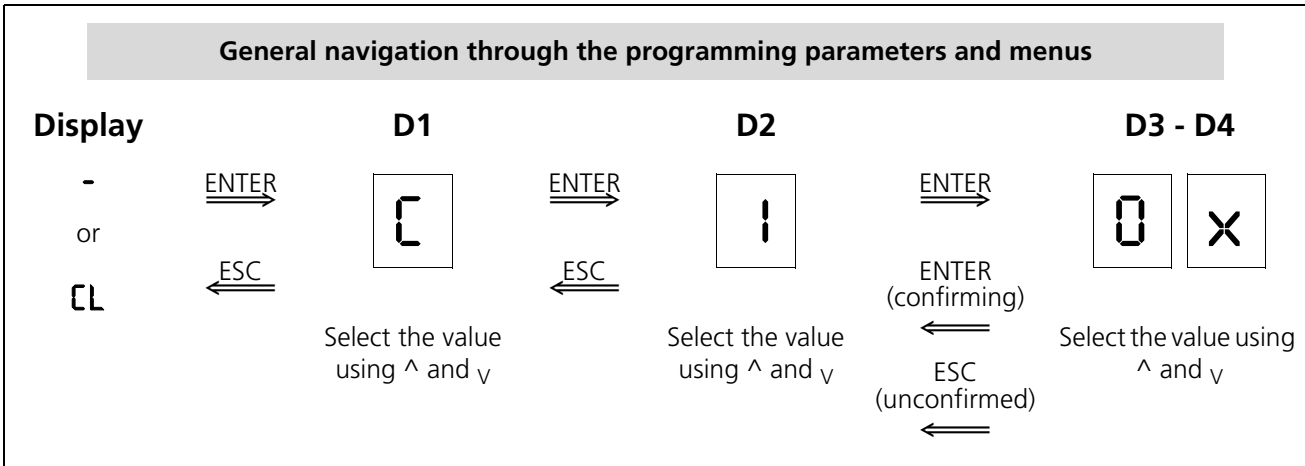 General navigation through the programming parameters and menus
Display D1 D2 D3 - D4
- ENTER C ENTER 1 ENTER 0 x
or
CL ESC ESC ENTER
(confirming)
Select the value
using ^ and v
Select the value
using ^ and v
ESC
(unconfirmed)
Select the value using
^ and v